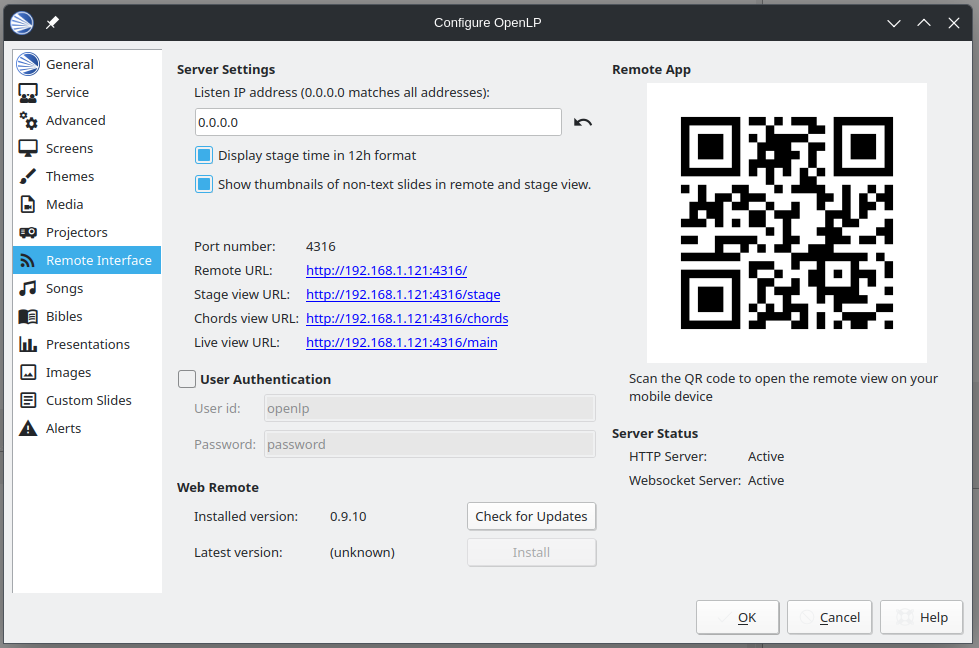 Configure OpenLP
General
Service
Advanced
Screens
Themes
Media
Projectors
Remote Interface
Songs
Bibles
Presentations
Images
Custom Slides
Alerts
Server Settings
Listen IP address (0.0.0.0 matches all addresses):
0.0.0.0
Display stage time in 12h format
Show thumbnails of non-text slides in remote and stage view.
Port number: 4316
Remote URL: http://192.168.1.121:4316/
Stage view URL: http://192.168.1.121:4316/stage
Chords view URL: http://192.168.1.121:4316/chords
Live view URL: http://192.168.1.121:4316/main
User Authentication
User id: openlp
Password: password
Web Remote
Installed version: 0.9.10 Check for Updates
Latest version: (unknown) Install
Remote App
Scan the QR code to open the remote view on your
mobile device
Server Status
HTTP Server: Active
Websocket Server: Active
OK Cancel Help